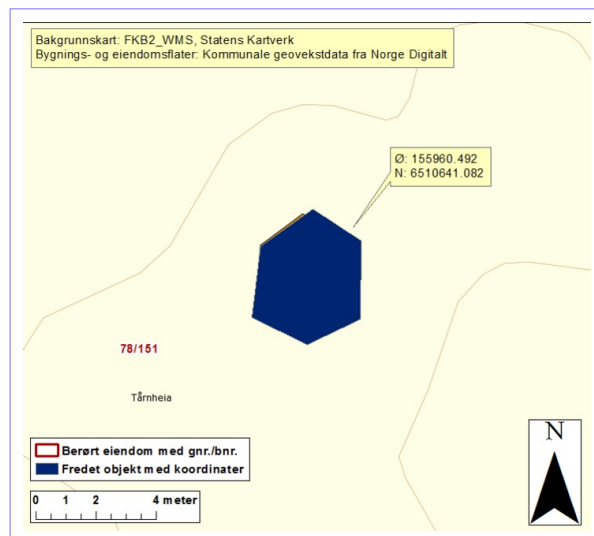 Bakgrunnskart: FKB2_WMS, Statens Kartverk
Bygnings- og eiendomsflater: Kommunale geovekstdata fra Norge Digitalt
Ø: 155960.492
N: 6510641.082
78/151
Tårnheia
Berørt eiendom med gnr./bnr.
Fredet objekt med koordinater
0 1 2 4 meter
N